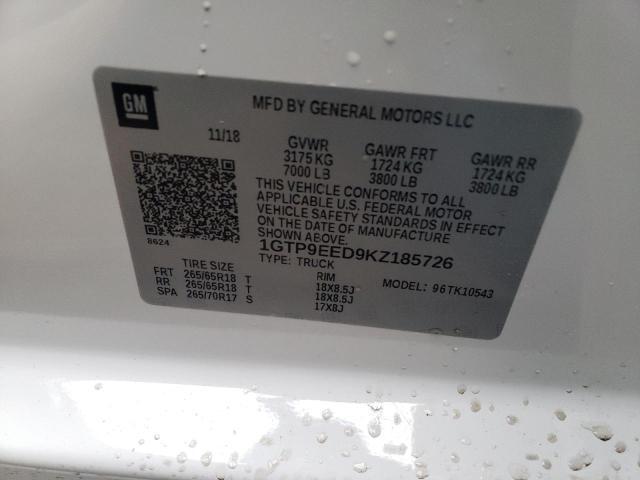 GM
MFD BY GENERAL MOTORS LLC
11/18
GVWR GAWR FRT GAWR RR
3175 KG 1724 KG 1724 KG
7000 LB 3800 LB 3800 LB
THIS VEHICLE CONFORMS TO ALL
APPLICABLE U.S. FEDERAL MOTOR
VEHICLE SAFETY STANDARDS IN EFFECT
ON THE DATE OF MANUFACTURE
SHOWN ABOVE.
8624
1GTP9EED9KZ185726
TYPE: TRUCK
MODEL: 96TK10543
TIRE SIZE RIM
FRT 265/65R18 T 18X8.5J
RR 265/65R18 T 18X8.5J
SPA 265/70R17 S 17X8J